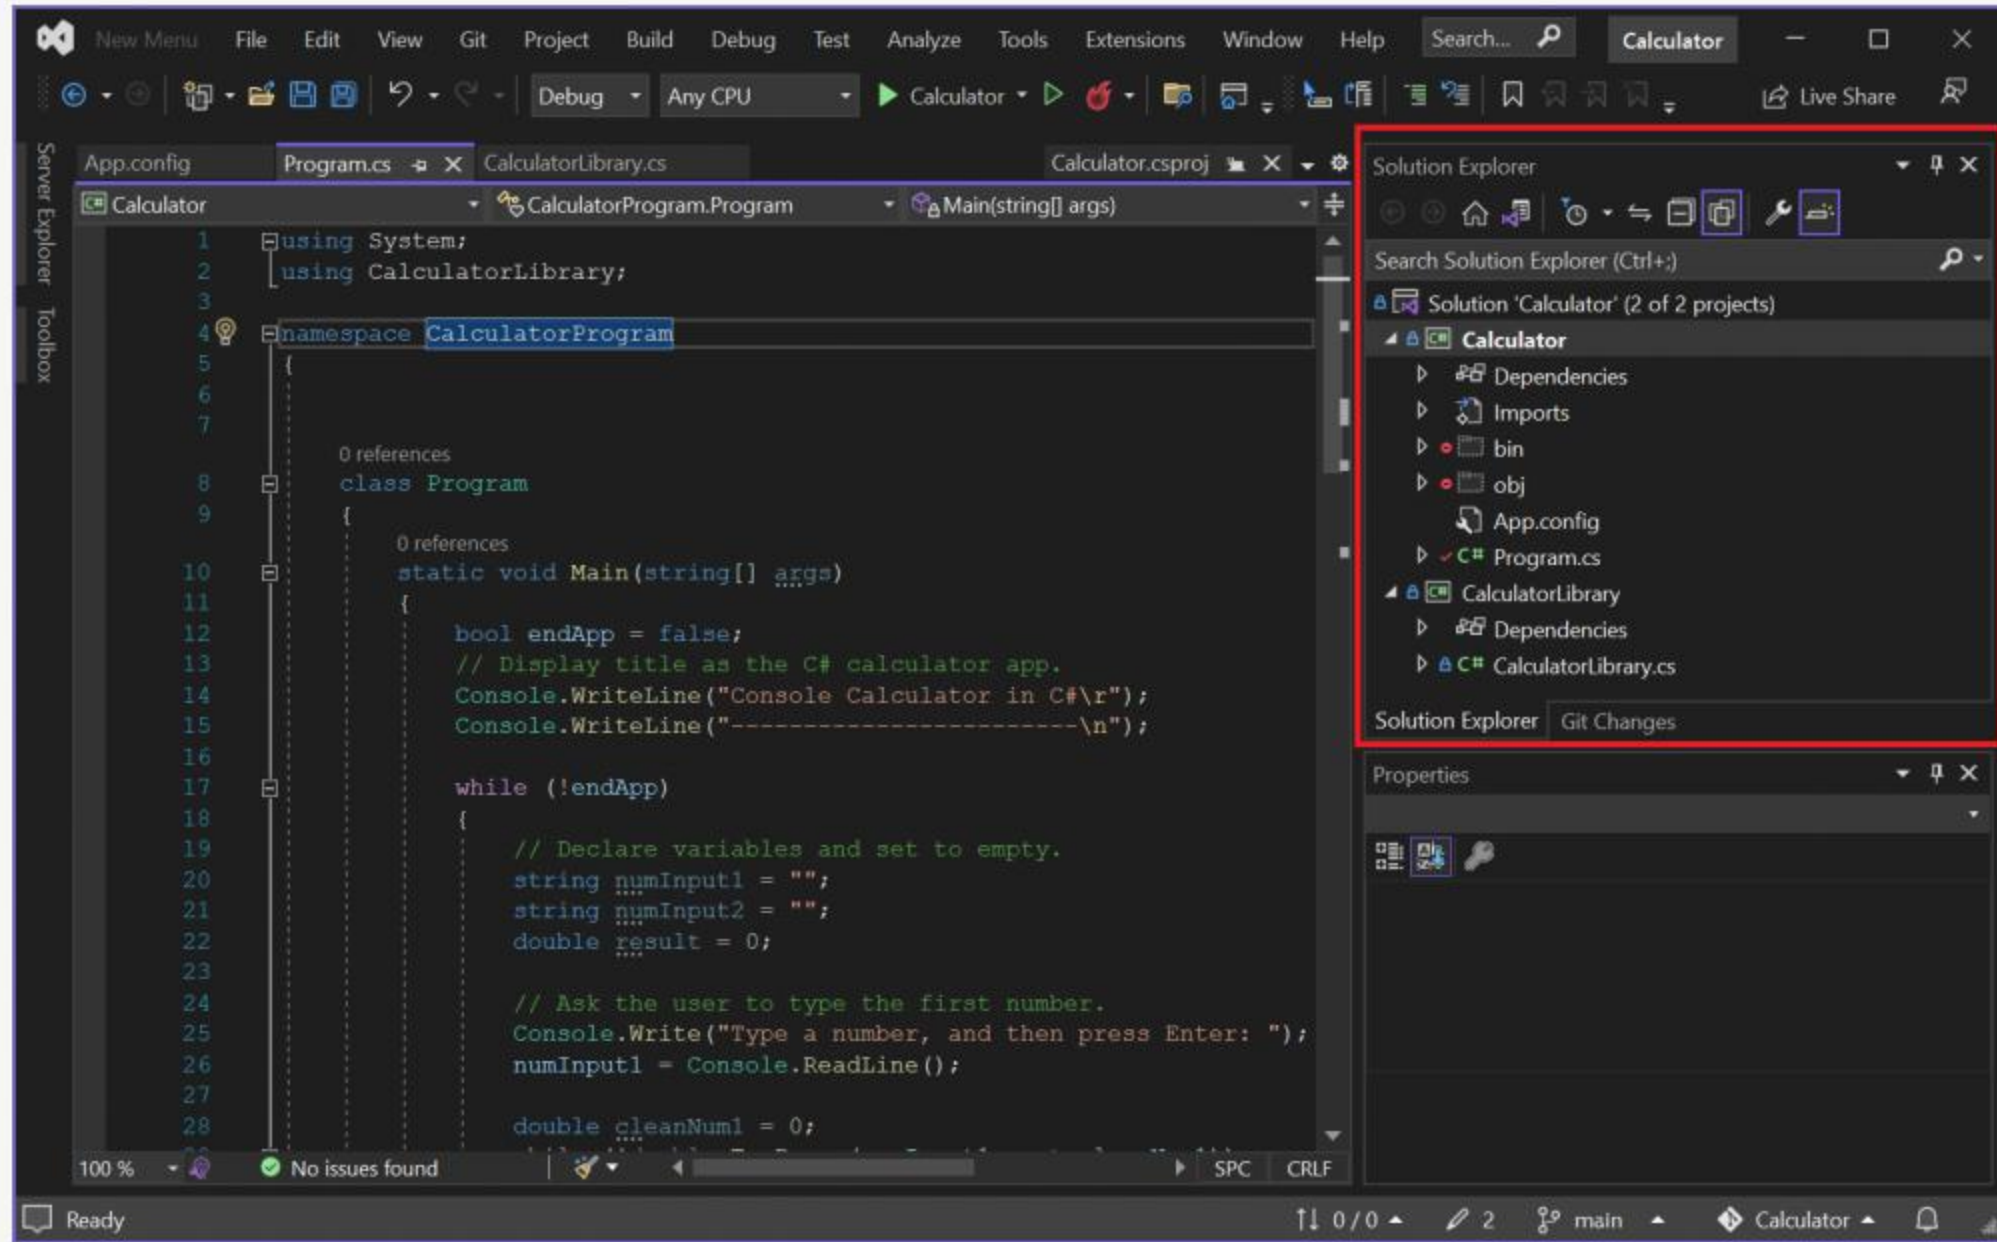 New Menu File Edit View Git Project Build Debug Test Analyze Tools Extensions Window Help Search... Calculator
Debug Any CPU Calculator Live Share
Server Explorer
Toolbox
App.config Program.cs CalculatorLibrary.cs Calculator.csproj
C# Calculator CalculatorProgram.Program Main(string[] args)
1 using System;
2 using CalculatorLibrary;
3
4 namespace CalculatorProgram
5 {
6
7
0 references
8 class Program
9 {
0 references
10 static void Main(string[] args)
11 {
12 bool endApp = false;
13 // Display title as the C# calculator app.
14 Console.WriteLine("Console Calculator in C#\r");
15 Console.WriteLine("------------------------\n");
16
17 while (!endApp)
18 {
19 // Declare variables and set to empty.
20 string numInput1 = "";
21 string numInput2 = "";
22 double result = 0;
23
24 // Ask the user to type the first number.
25 Console.Write("Type a number, and then press Enter: ");
26 numInput1 = Console.ReadLine();
27
28 double cleanNum1 = 0;
100 % No issues found SPC CRLF
Solution Explorer
Search Solution Explorer (Ctrl+;)
Solution 'Calculator' (2 of 2 projects)
C# Calculator
Dependencies
Imports
bin
obj
App.config
C# Program.cs
C# CalculatorLibrary
Dependencies
C# CalculatorLibrary.cs
Solution Explorer Git Changes
Properties
Ready 0 / 0 2 main Calculator